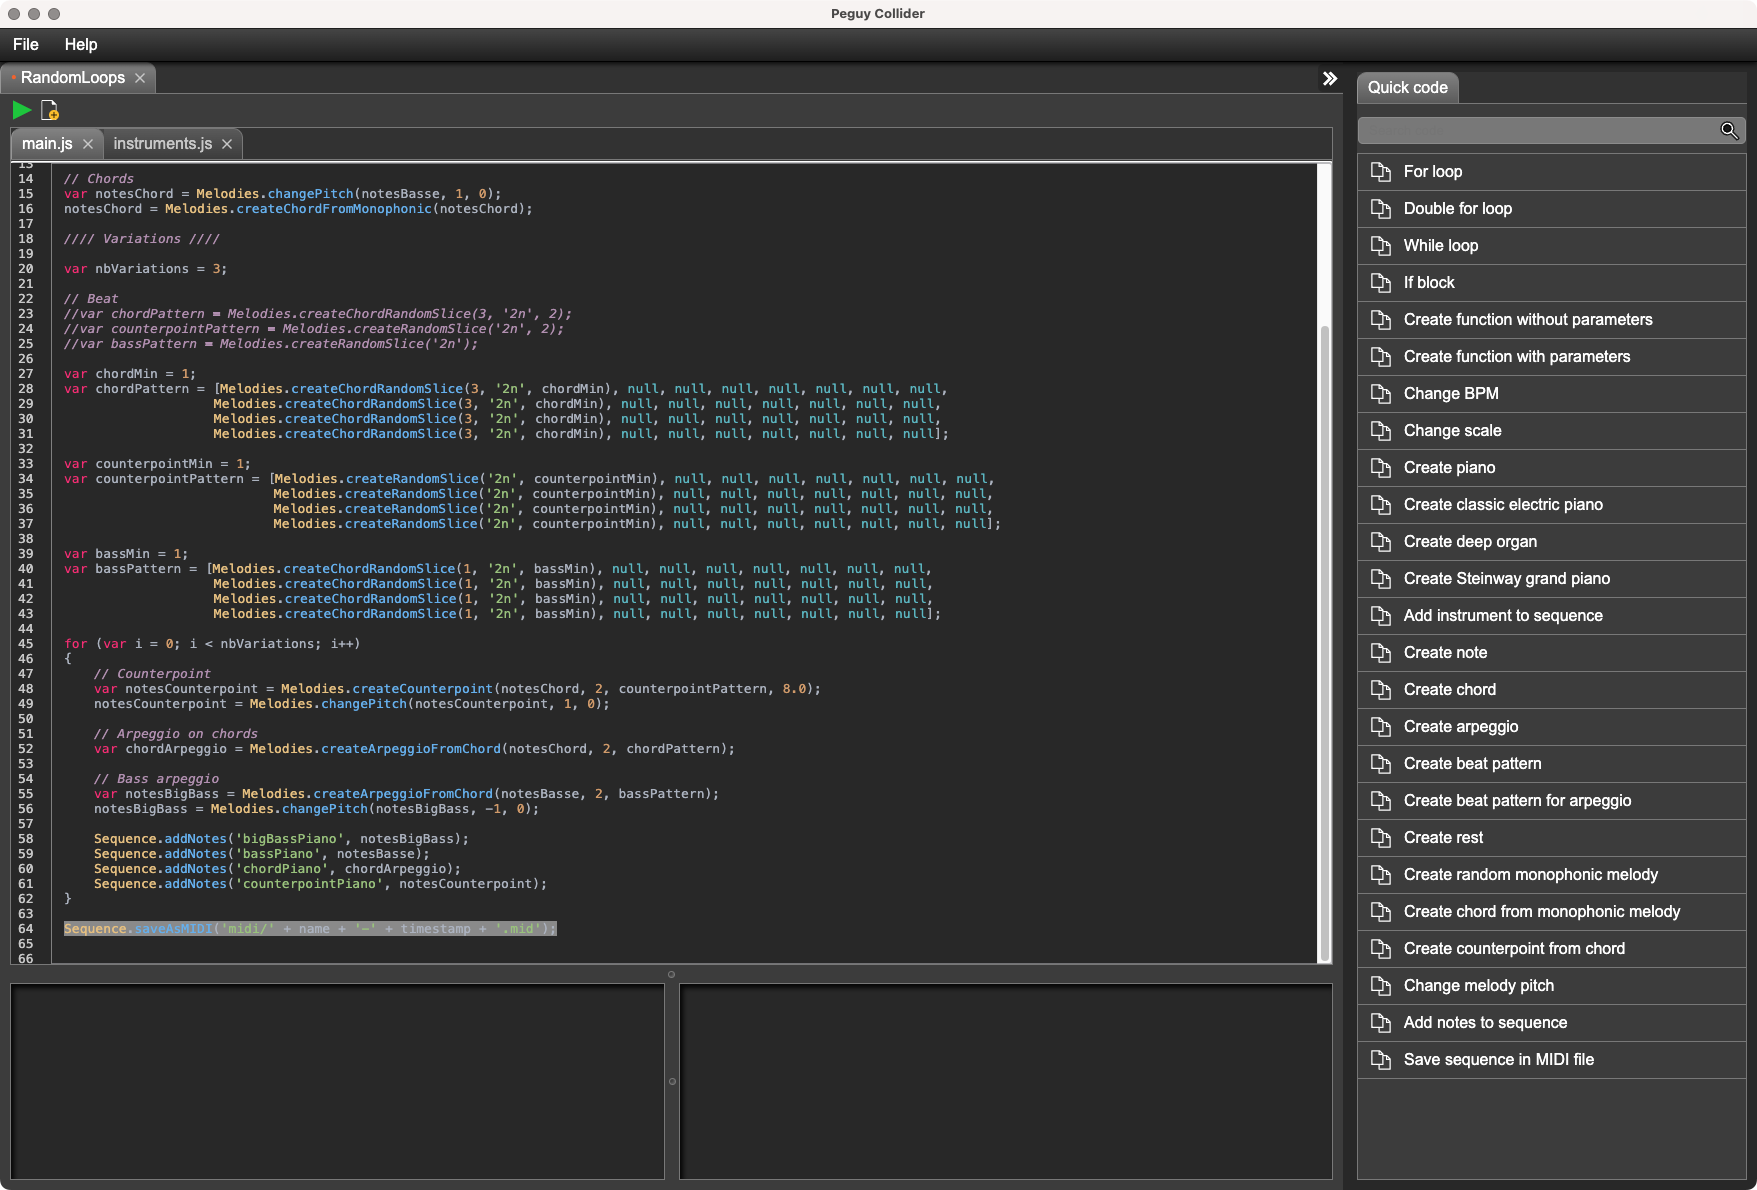 Peguy Collider
File Help
RandomLoops
Quick code
main.js instruments.js
13
14 // Chords
15 var notesChord = Melodies.changePitch(notesBasse, 1, 0);
16 notesChord = Melodies.createChordFromMonophonic(notesChord);
17
18 //// Variations ////
19
20 var nbVariations = 3;
21
22 // Beat
23 //var chordPattern = Melodies.createChordRandomSlice(3, '2n', 2);
24 //var counterpointPattern = Melodies.createRandomSlice('2n', 2);
25 //var bassPattern = Melodies.createRandomSlice('2n');
26
27 var chordMin = 1;
28 var chordPattern = [Melodies.createChordRandomSlice(3, '2n', chordMin), null, null, null, null, null, null, null,
29 Melodies.createChordRandomSlice(3, '2n', chordMin), null, null, null, null, null, null, null,
30 Melodies.createChordRandomSlice(3, '2n', chordMin), null, null, null, null, null, null, null,
31 Melodies.createChordRandomSlice(3, '2n', chordMin), null, null, null, null, null, null, null];
32
33 var counterpointMin = 1;
34 var counterpointPattern = [Melodies.createRandomSlice('2n', counterpointMin), null, null, null, null, null, null, null,
35 Melodies.createRandomSlice('2n', counterpointMin), null, null, null, null, null, null, null,
36 Melodies.createRandomSlice('2n', counterpointMin), null, null, null, null, null, null, null,
37 Melodies.createRandomSlice('2n', counterpointMin), null, null, null, null, null, null, null];
38
39 var bassMin = 1;
40 var bassPattern = [Melodies.createChordRandomSlice(1, '2n', bassMin), null, null, null, null, null, null, null,
41 Melodies.createChordRandomSlice(1, '2n', bassMin), null, null, null, null, null, null, null,
42 Melodies.createChordRandomSlice(1, '2n', bassMin), null, null, null, null, null, null, null,
43 Melodies.createChordRandomSlice(1, '2n', bassMin), null, null, null, null, null, null, null];
44
45 for (var i = 0; i < nbVariations; i++)
46 {
47 // Counterpoint
48 var notesCounterpoint = Melodies.createCounterpoint(notesChord, 2, counterpointPattern, 8.0);
49 notesCounterpoint = Melodies.changePitch(notesCounterpoint, 1, 0);
50
51 // Arpeggio on chords
52 var chordArpeggio = Melodies.createArpeggioFromChord(notesChord, 2, chordPattern);
53
54 // Bass arpeggio
55 var notesBigBass = Melodies.createArpeggioFromChord(notesBasse, 2, bassPattern);
56 notesBigBass = Melodies.changePitch(notesBigBass, -1, 0);
57
58 Sequence.addNotes('bigBassPiano', notesBigBass);
59 Sequence.addNotes('bassPiano', notesBasse);
60 Sequence.addNotes('chordPiano', chordArpeggio);
61 Sequence.addNotes('counterpointPiano', notesCounterpoint);
62 }
63
64 Sequence.saveAsMIDI('midi/' + name + '-' + timestamp + '.mid');
65
66
For loop
Double for loop
While loop
If block
Create function without parameters
Create function with parameters
Change BPM
Change scale
Create piano
Create classic electric piano
Create deep organ
Create Steinway grand piano
Add instrument to sequence
Create note
Create chord
Create arpeggio
Create beat pattern
Create beat pattern for arpeggio
Create rest
Create random monophonic melody
Create chord from monophonic melody
Create counterpoint from chord
Change melody pitch
Add notes to sequence
Save sequence in MIDI file